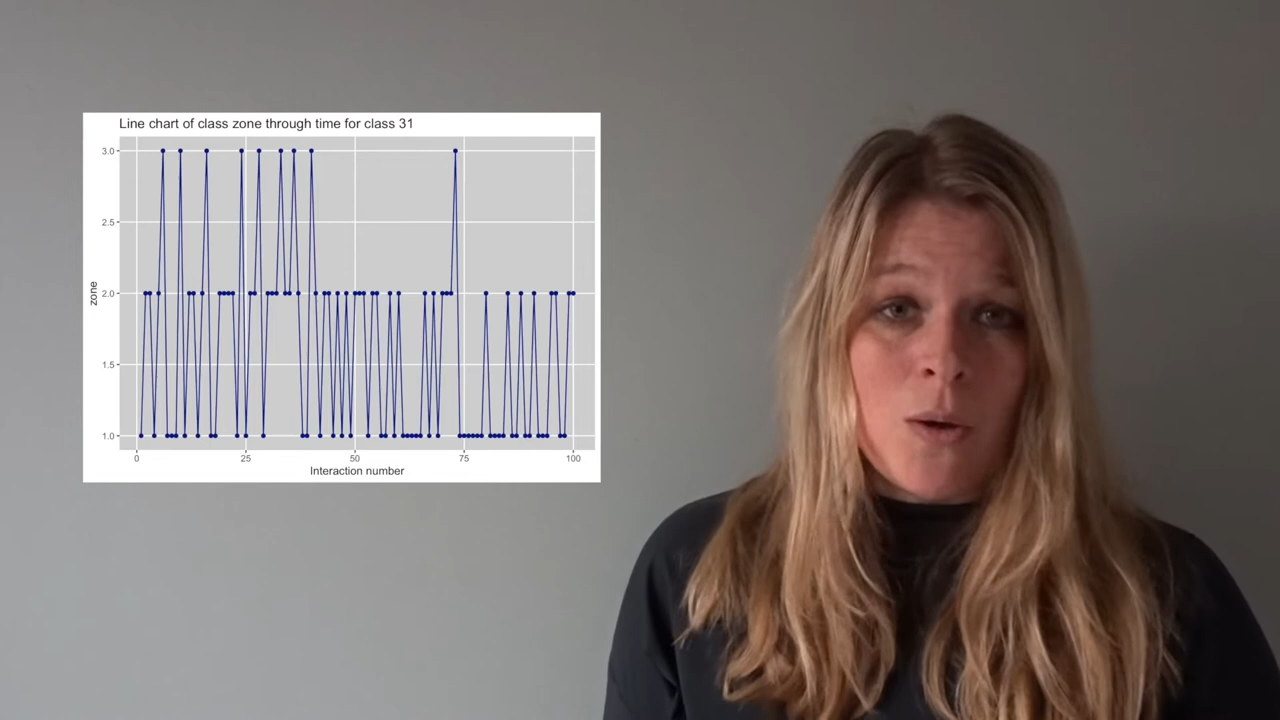 Line chart of class zone through time for class 31
3.0
2.5
2.0
zone
1.5
1.0
0 25 50 75 100
Interaction number